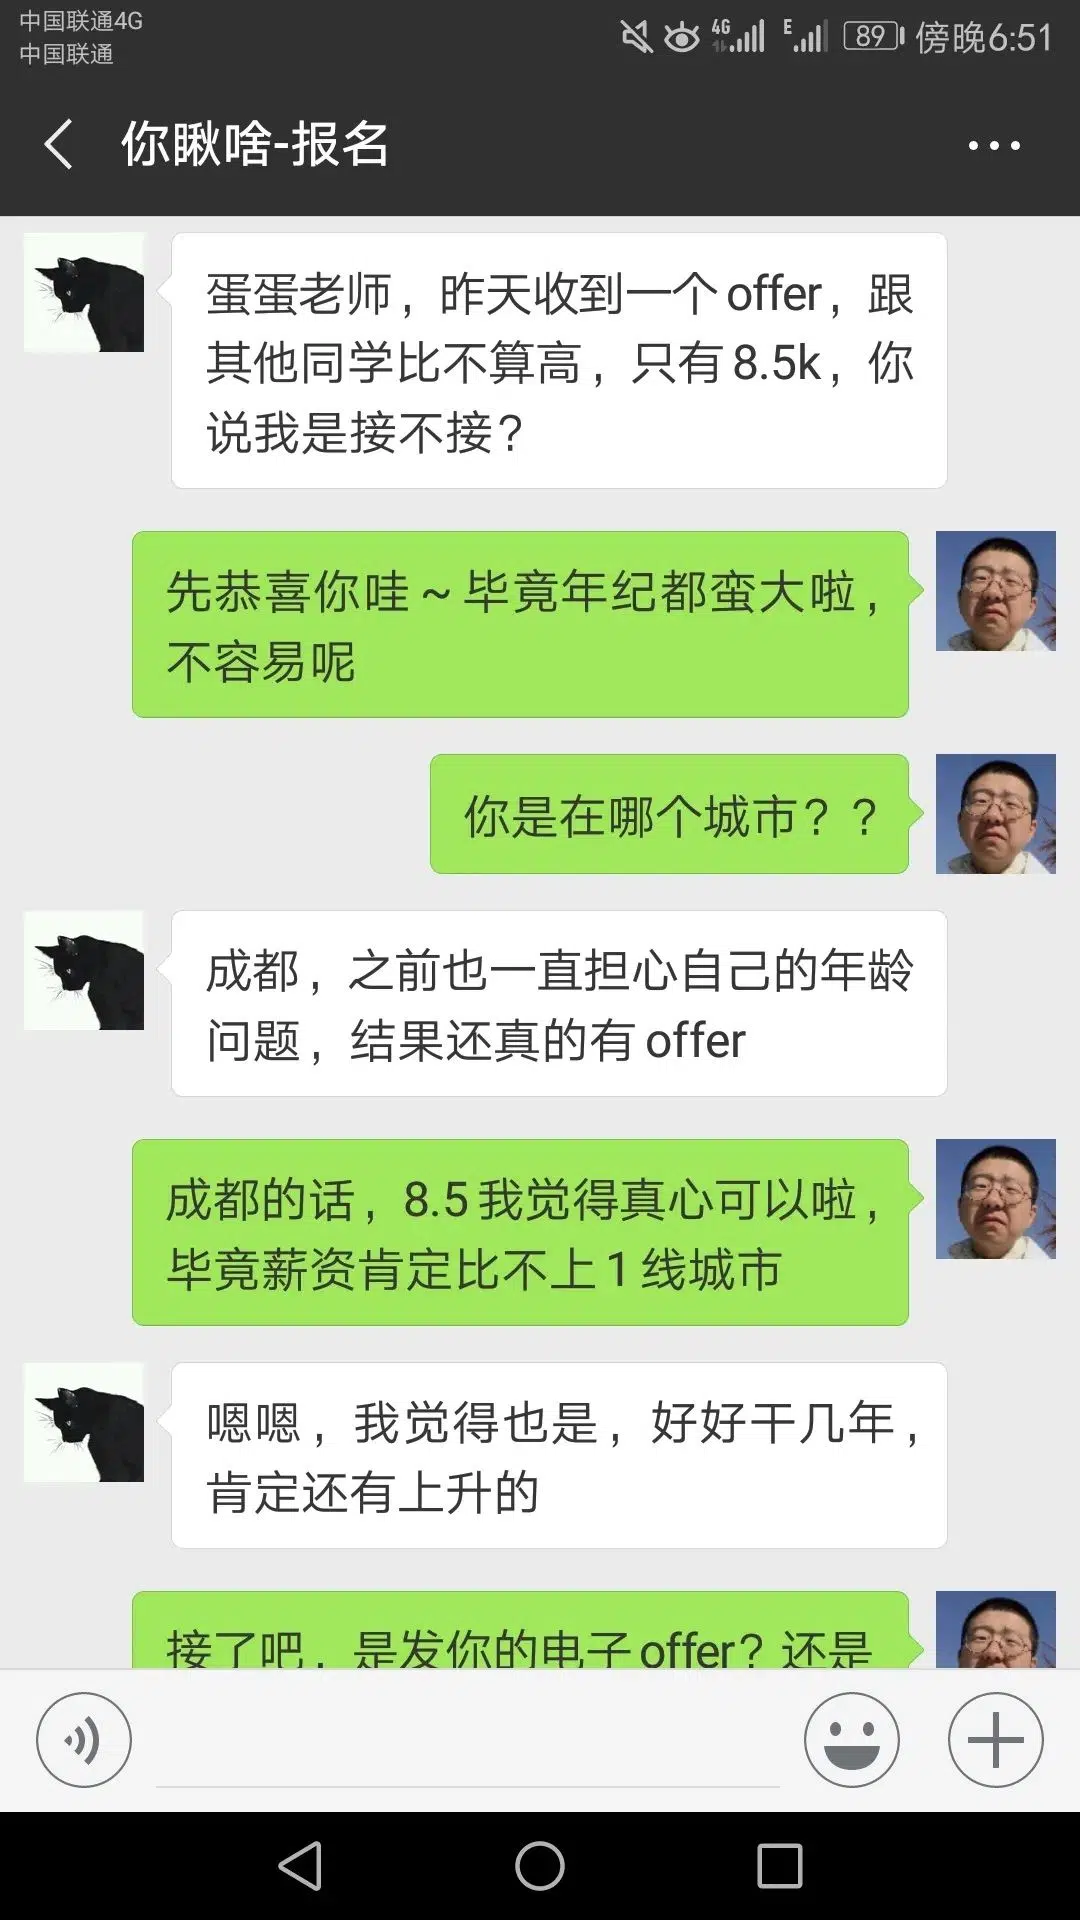 中国联通4G
中国联通
4G
E
89
傍晚6:51
你瞅啥-报名
蛋蛋老师，昨天收到一个offer，跟
其他同学比不算高，只有8.5k，你
说我是接不接？
先恭喜你哇~毕竟年纪都蛮大啦，
不容易呢
你是在哪个城市？？
成都，之前也一直担心自己的年龄
问题，结果还真的有offer
成都的话，8.5我觉得真心可以啦，
毕竟薪资肯定比不上1线城市
嗯嗯，我觉得也是，好好干几年，
肯定还有上升的
接了吧，是发你的电子offer？还是